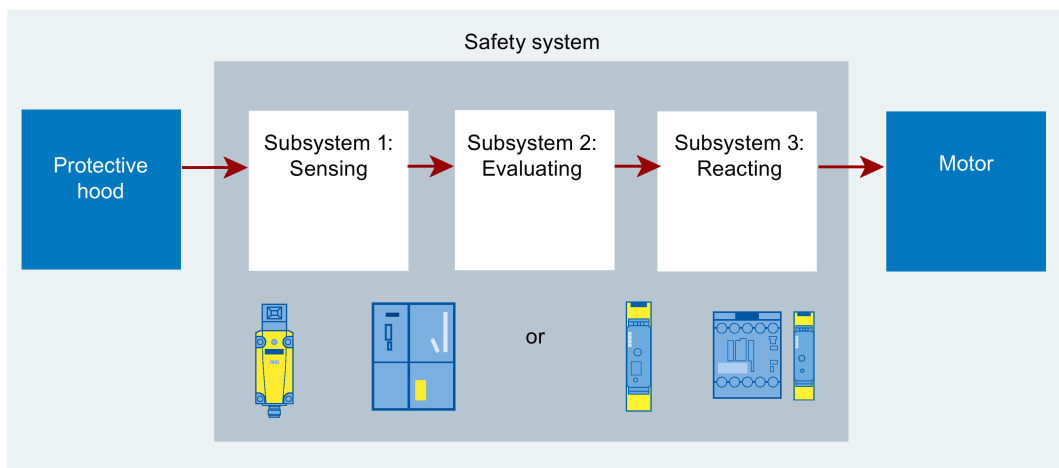 Safety system
Protective
hood
Subsystem 1:
Sensing
Subsystem 2:
Evaluating
Subsystem 3:
Reacting
Motor
or